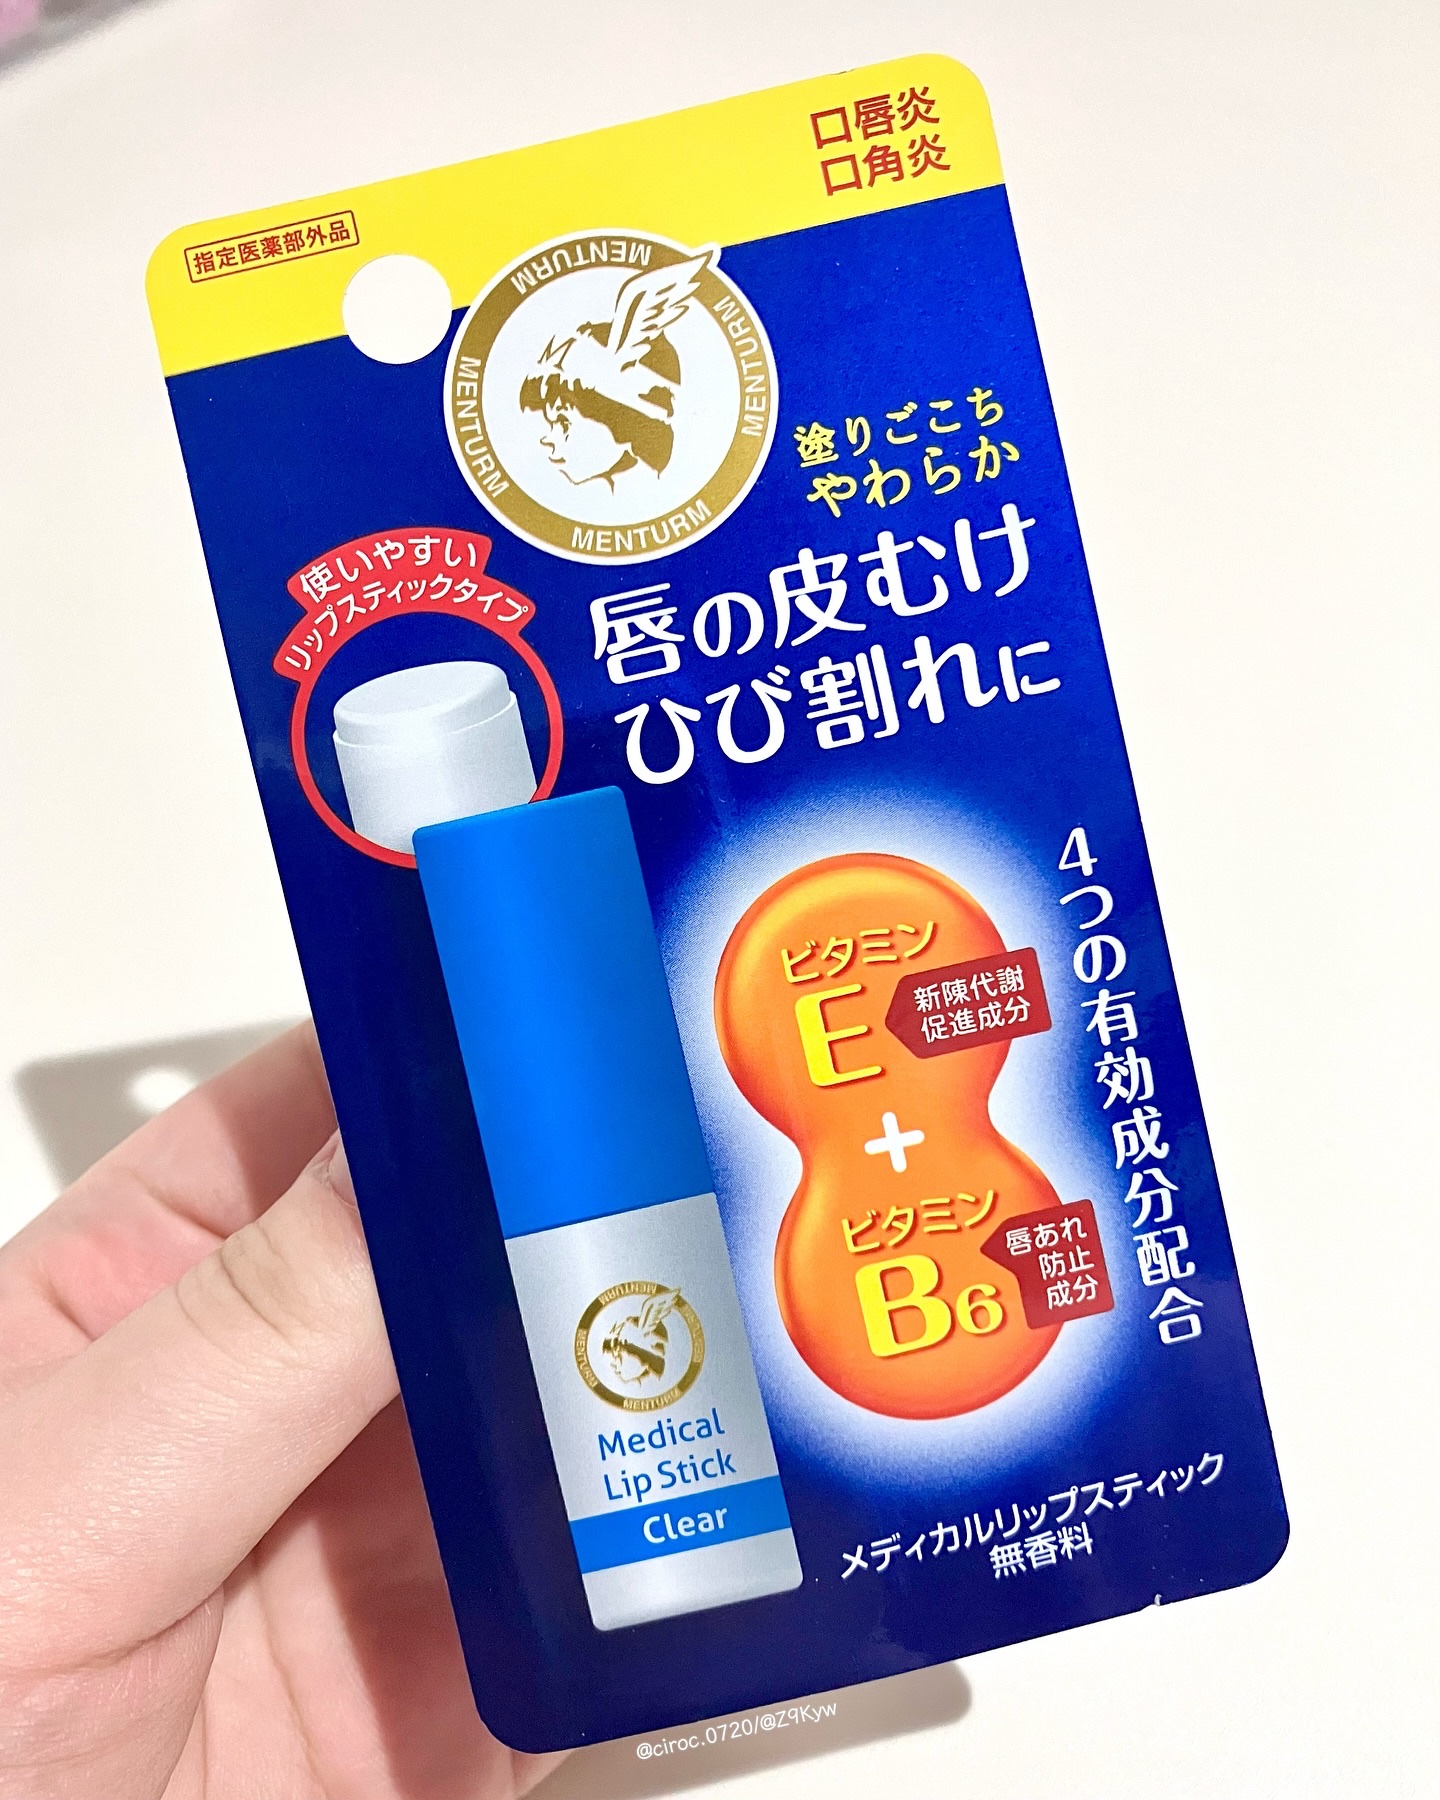 口唇炎
口角炎
指定医薬部外品
MENTURM
MENTURM
MENTURM
MENTURM
塗りごこち
やわらか
使いやすい
リップスティックタイプ
唇の皮むけ
ひび割れに
4つの有効成分配合
ビタミン
E
新陳代謝
促進成分
+
ビタミン
B6
唇あれ
防止
成分
MENTURM
MENTURM
MENTURM
MENTURM
Medical
Lip Stick
Clear
メディカルリップスティック
無香料
@ciroc.0720/@Z9Kyw